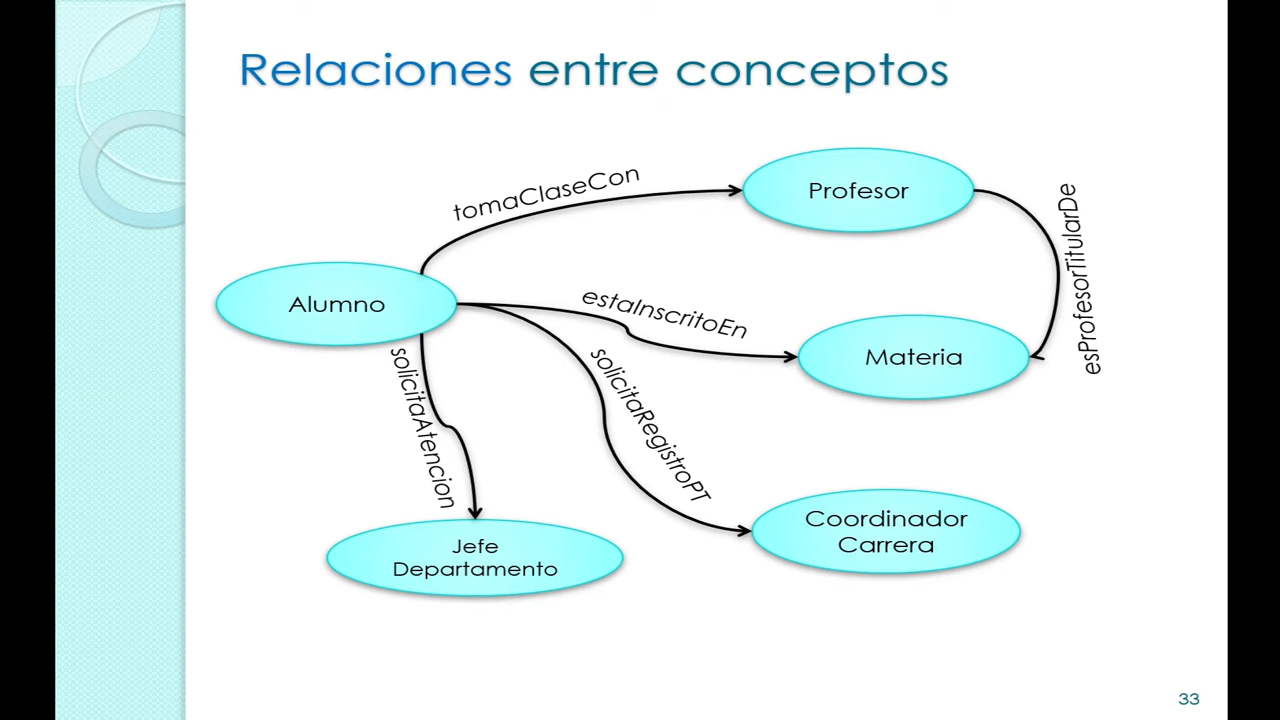 Relaciones entre conceptos
tomaClaseCon
Profesor
esProfesorTitularDe
Alumno
estaInscritoEn
Materia
solicitaAtencion
solicitaRegistroPT
Coordinador
Carrera
Jefe
Departamento
33